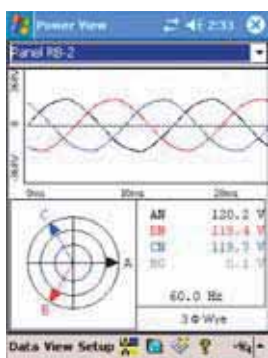 Power View 2:33
Panel RB-2
0
0ms 10ms 20ms
C
A
B
AN 120.2 V
BN 119.4 V
CN 119.7 V
NG 0.1 V
60.0 Hz
3 Φ Wye
Data View Setup